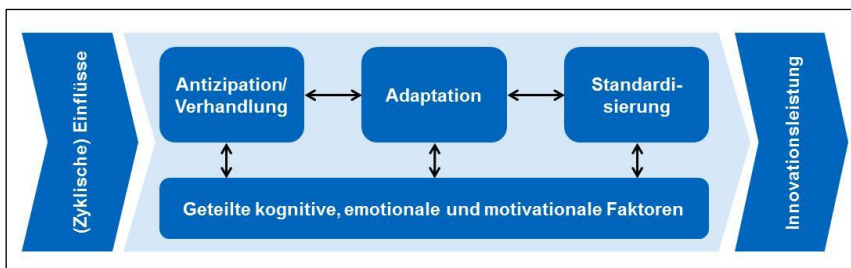 (Zyklische) Einflüsse
Antizipation/
Verhandlung
Adaptation
Standardi-
sierung
Geteilte kognitive, emotionale und motivationale Faktoren
Innovationsleistung